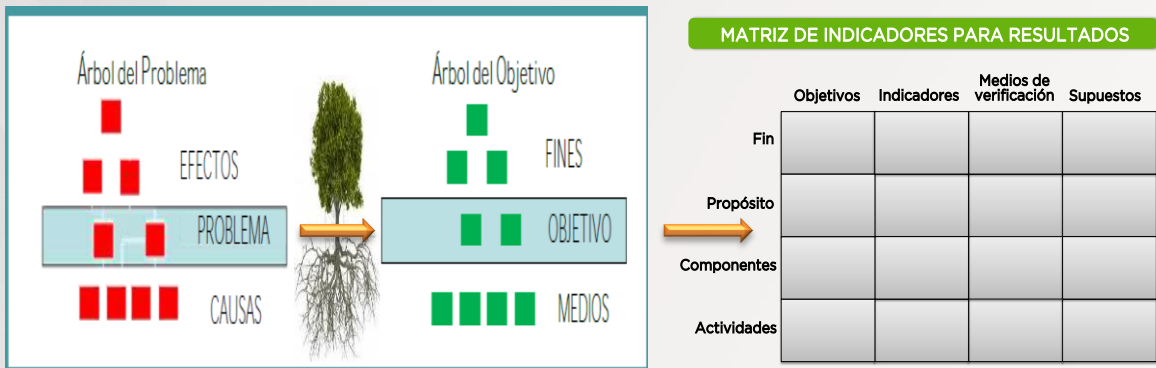 Árbol del Problema
EFECTOS
PROBLEMA
CAUSAS
Árbol del Objetivo
FINES
OBJETIVO
MEDIOS
MATRIZ DE INDICADORES PARA RESULTADOS
Objetivos Indicadores Medios de
verificación Supuestos
Fin
Propósito
Componentes
Actividades